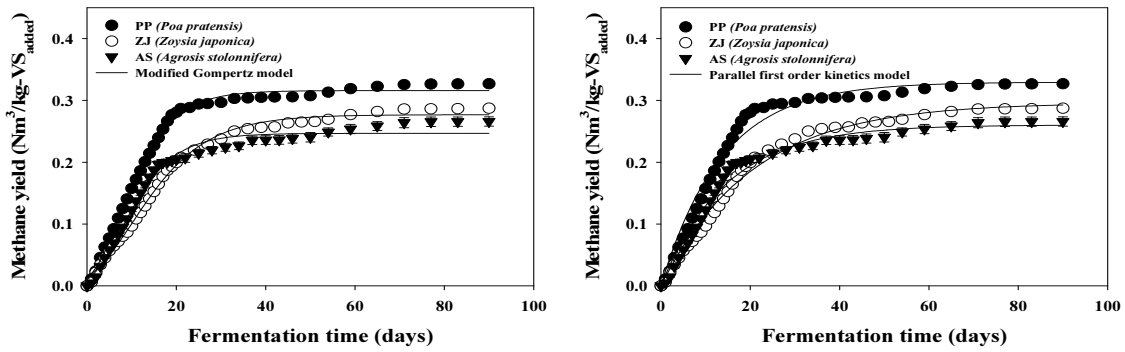 0.4
PP (Poa pratensis)
ZJ (Zoysia japonica)
AS (Agrosis stolonnifera)
Modified Gompertz model
0.3
0.2
0.1
0.0
Methane yield (Nm3/kg-VSadded)
0 20 40 60 80 100
Fermentation time (days)
0.4
PP (Poa pratensis)
ZJ (Zoysia japonica)
AS (Agrosis stolonnifera)
Parallel first order kinetics model
0.3
0.2
0.1
0.0
Methane yield (Nm3/kg-VSadded)
0 20 40 60 80 100
Fermentation time (days)